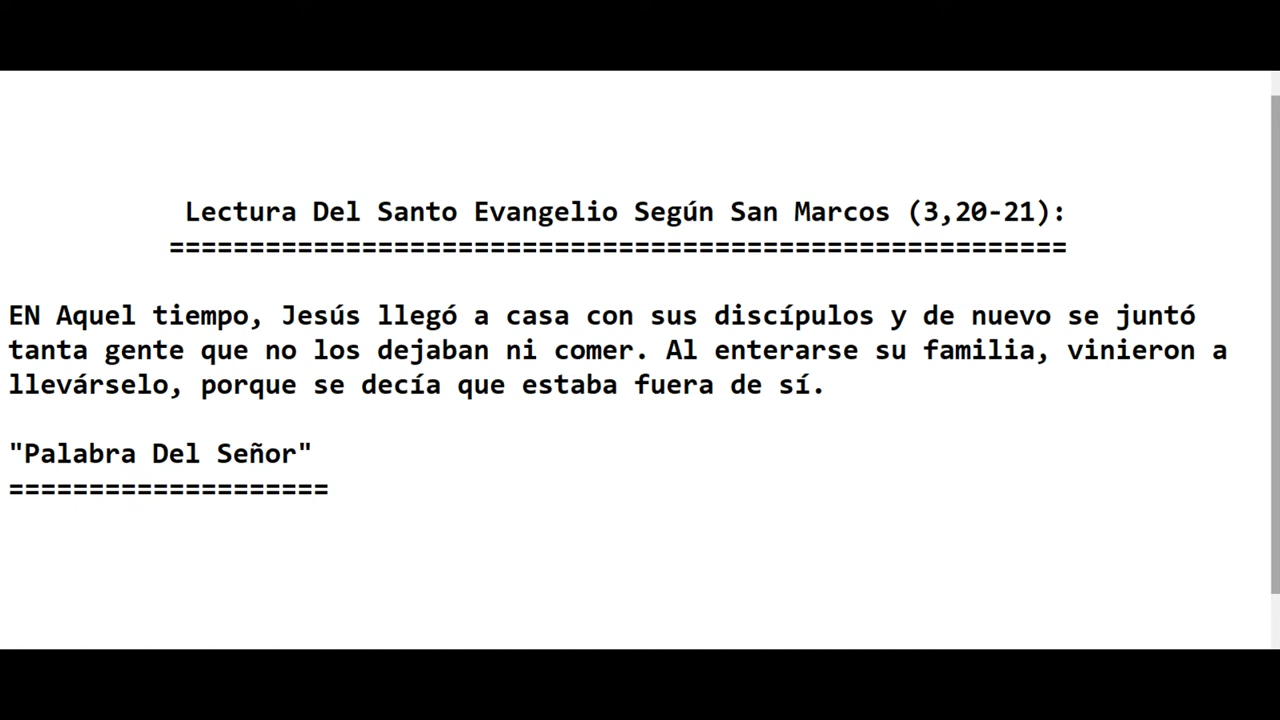 Lectura Del Santo Evangelio Según San Marcos (3,20-21):
========================================================
EN Aquel tiempo, Jesús llegó a casa con sus discípulos y de nuevo se juntó
tanta gente que no los dejaban ni comer. Al enterarse su familia, vinieron a
llevárselo, porque se decía que estaba fuera de sí.
"Palabra Del Señor"
====================